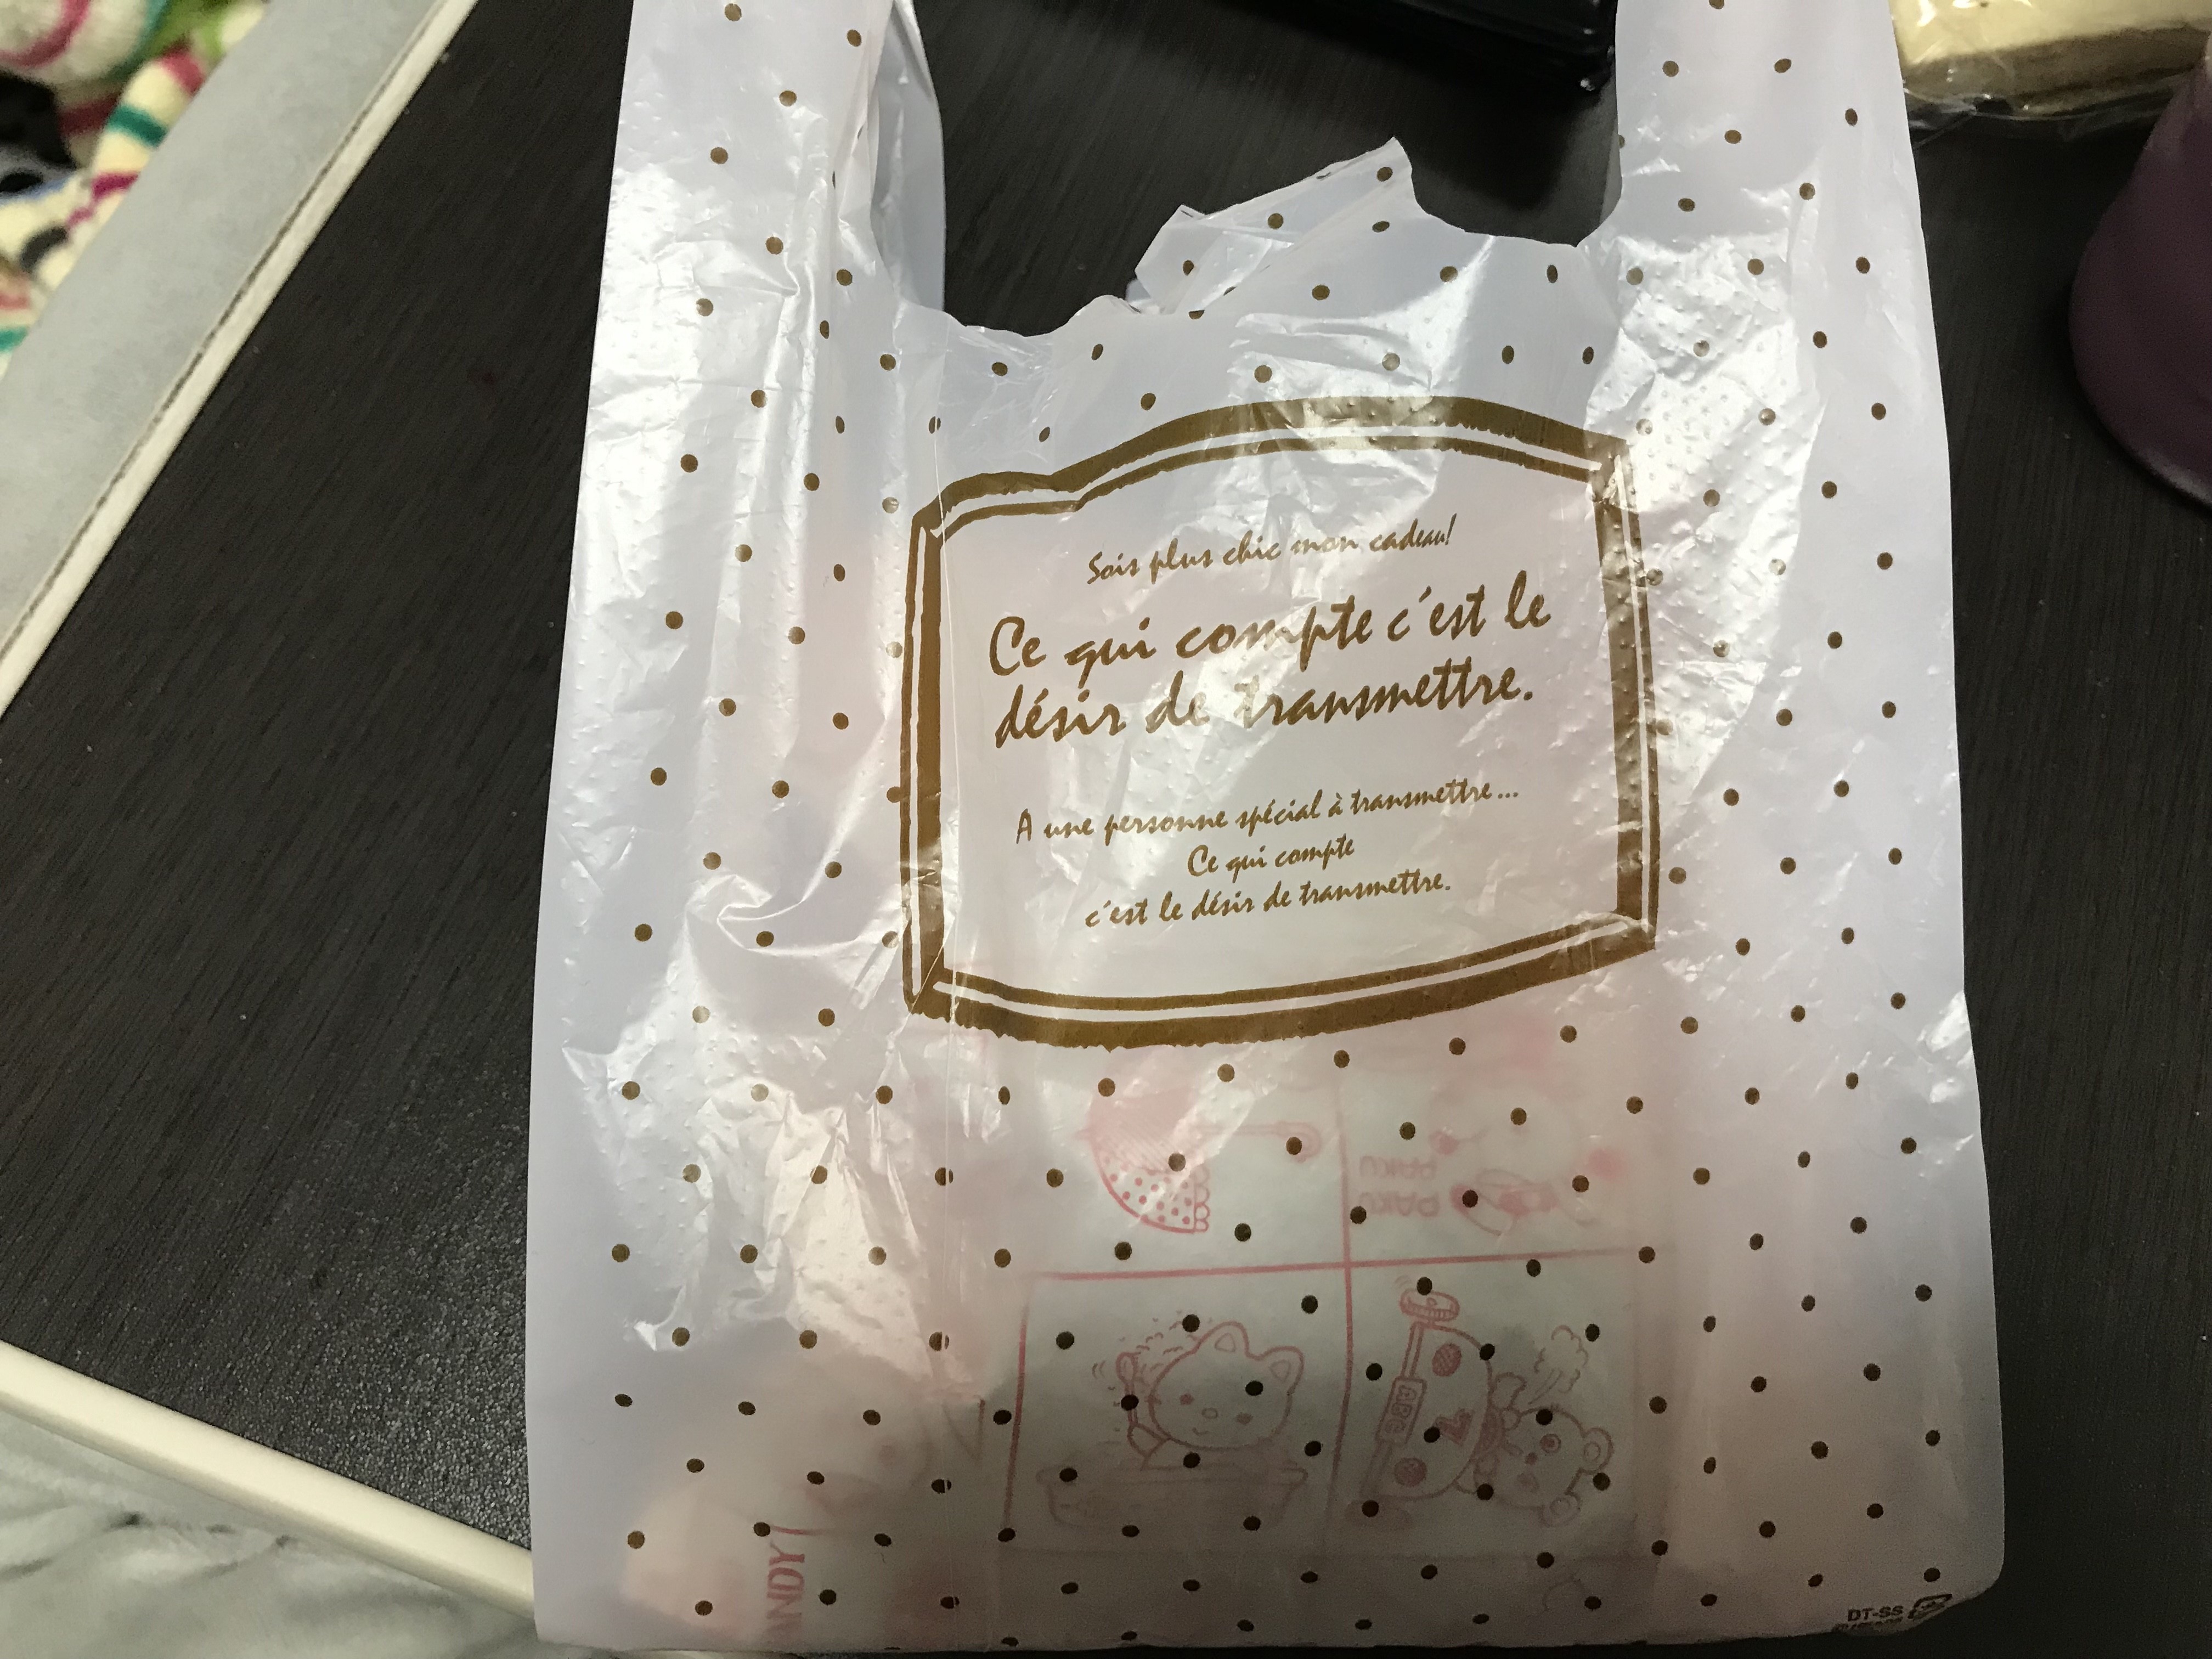 Sois plus chic mon cadeau!
Ce qui compte c'est le
désir de transmettre.
A une personne spécial à transmettre...
Ce qui compte
c'est le désir de transmettre.
PAKU
PAKU
ABC
ANDY
DT-SS